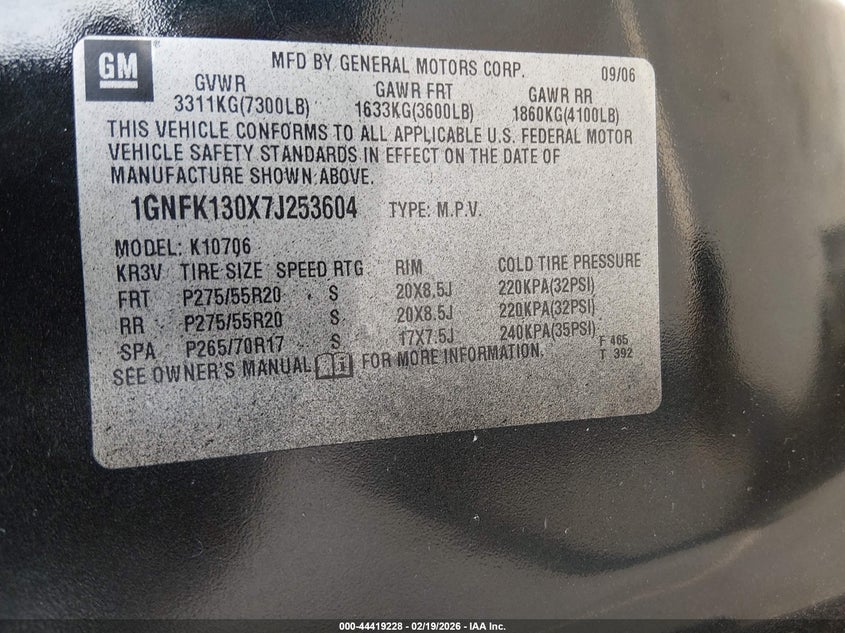 GM
MFD BY GENERAL MOTORS CORP. 09/06
GVWR GAWR FRT GAWR RR
3311KG(7300LB) 1633KG(3600LB) 1860KG(4100LB)
THIS VEHICLE CONFORMS TO ALL APPLICABLE U.S. FEDERAL MOTOR
VEHICLE SAFETY STANDARDS IN EFFECT ON THE DATE OF
MANUFACTURE SHOWN ABOVE.
1GNFK130X7J253604 TYPE: M.P.V.
MODEL: K10706
KR3V TIRE SIZE SPEED RTG RIM COLD TIRE PRESSURE
FRT P275/55R20 S 20X8.5J 220KPA(32PSI)
RR P275/55R20 S 20X8.5J 220KPA(32PSI)
SPA P265/70R17 S 17X7.5J 240KPA(35PSI) F 465
T 392
SEE OWNER'S MANUAL i FOR MORE INFORMATION.
000-44419228 - 02/19/2026 - IAA Inc.